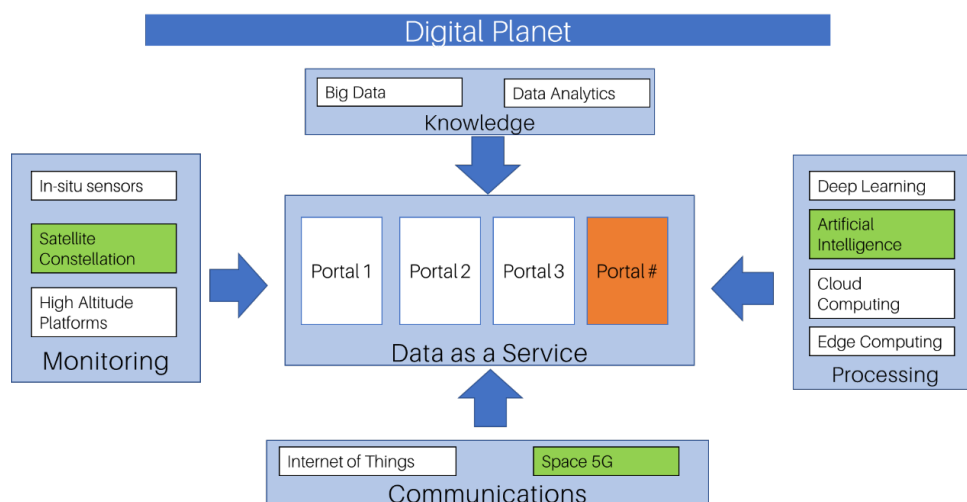 Digital Planet
Big Data
Data Analytics
Knowledge
In-situ sensors
Satellite
Constellation
High Altitude
Platforms
Monitoring
Portal 1
Portal 2
Portal 3
Portal #
Data as a Service
Deep Learning
Artificial
Intelligence
Cloud
Computing
Edge Computing
Processing
Internet of Things
Space 5G
Communications